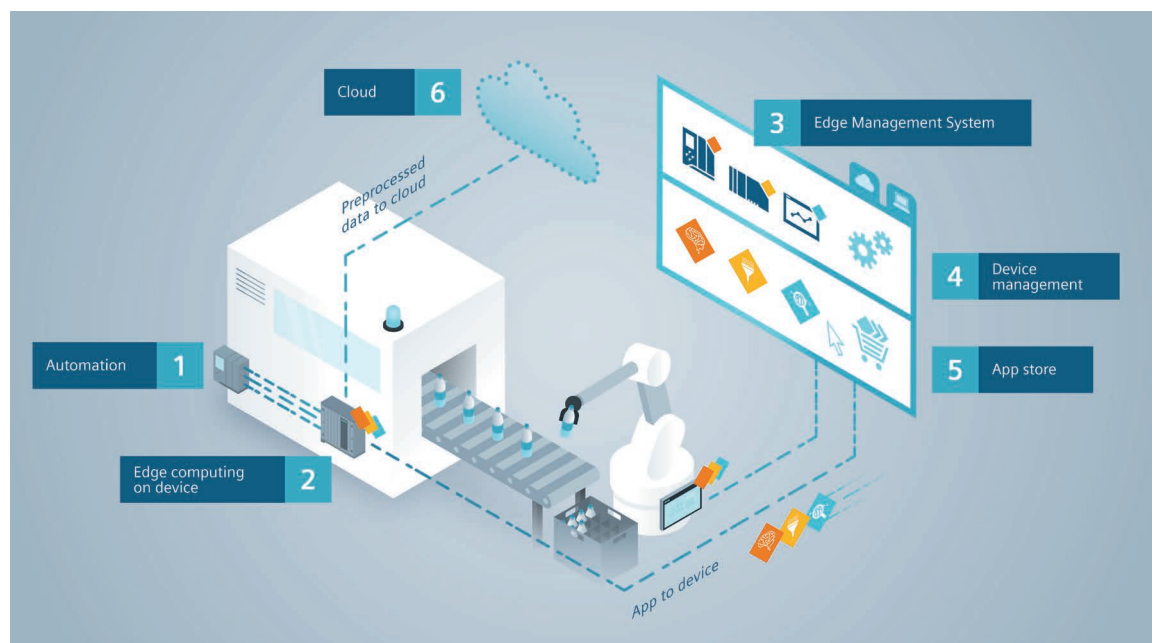 Cloud 6
3 Edge Management System
Preprocessed
data to cloud
4 Device
management
Automation 1
5 App store
Edge computing
on device 2
App to device